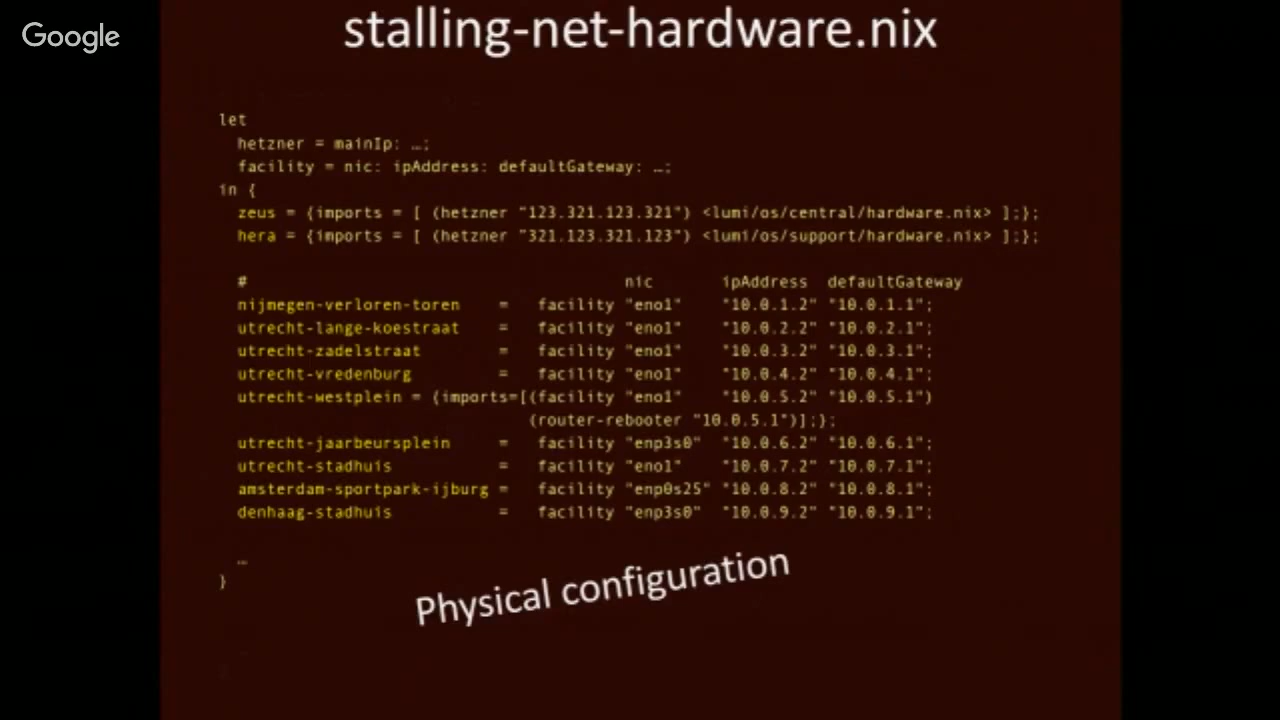 Google
stalling-net-hardware.nix
let
hetzner = mainIp: …;
facility = nic: ipAddress: defaultGateway: …;
in {
zeus = {imports = [ (hetzner "123.321.123.321") <lumi/os/central/hardware.nix> ];};
hera = {imports = [ (hetzner "321.123.321.123") <lumi/os/support/hardware.nix> ];};
# nic ipAddress defaultGateway
nijmegen-verloren-toren = facility "eno1" "10.0.1.2" "10.0.1.1";
utrecht-lange-koestraat = facility "eno1" "10.0.2.2" "10.0.2.1";
utrecht-zadelstraat = facility "eno1" "10.0.3.2" "10.0.3.1";
utrecht-vredenburg = facility "eno1" "10.0.4.2" "10.0.4.1";
utrecht-westplein = {imports=[(facility "eno1" "10.0.5.2" "10.0.5.1")
(router-rebooter "10.0.5.1")];};
utrecht-jaarbeursplein = facility "enp3s0" "10.0.6.2" "10.0.6.1";
utrecht-stadhuis = facility "eno1" "10.0.7.2" "10.0.7.1";
amsterdam-sportpark-ijburg = facility "enp0s25" "10.0.8.2" "10.0.8.1";
denhaag-stadhuis = facility "enp3s0" "10.0.9.2" "10.0.9.1";
…
}
Physical configuration